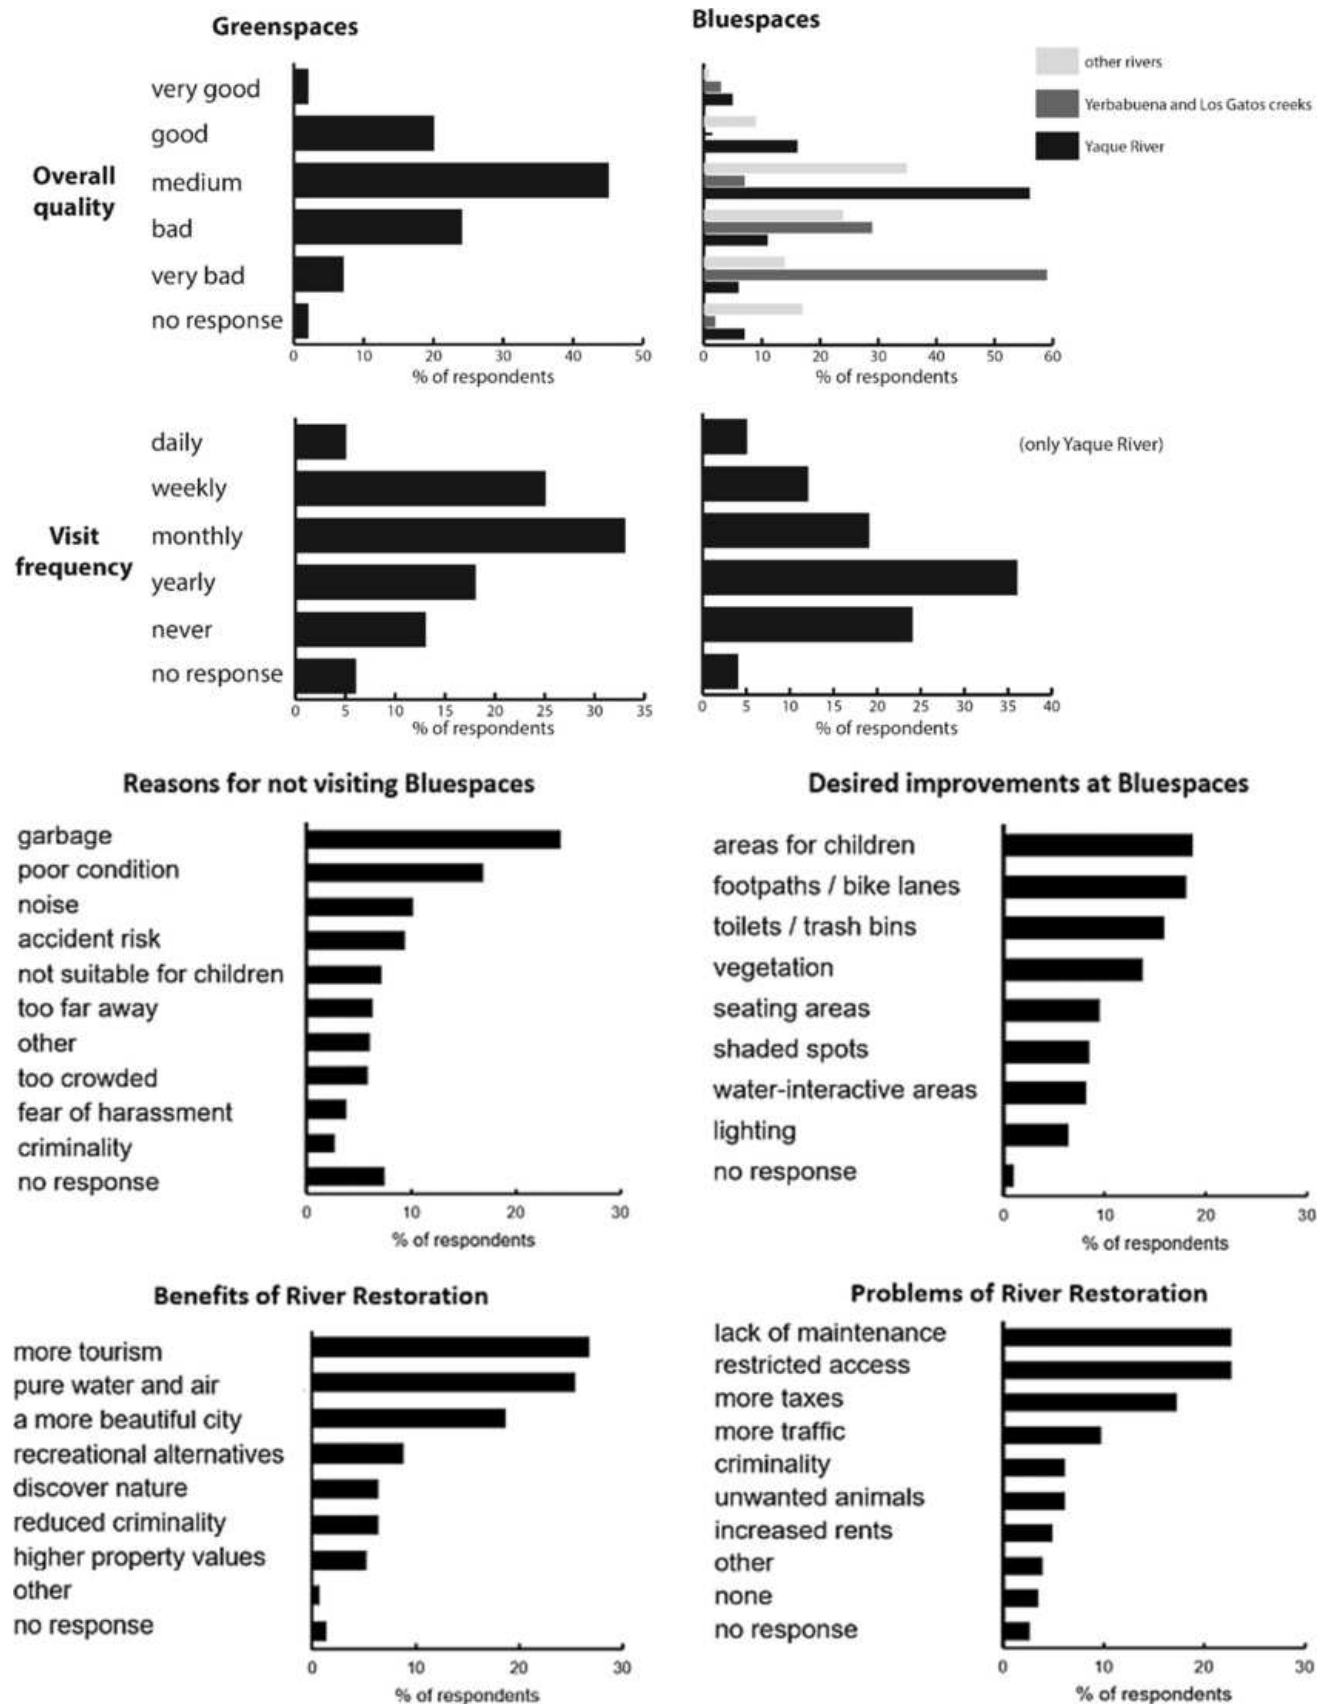 Greenspaces
Bluespaces
other rivers
Yerbabuena and Los Gatos creeks
Yaque River
Overall
quality
very good
good
medium
bad
very bad
no response
0 10 20 30 40 50
% of respondents
0 10 20 30 40 50 60
% of respondents
Visit
frequency
daily
weekly
monthly
yearly
never
no response
0 5 10 15 20 25 30 35
% of respondents
(only Yaque River)
0 5 10 15 20 25 30 35 40
% of respondents
Reasons for not visiting Bluespaces
garbage
poor condition
noise
accident risk
not suitable for children
too far away
other
too crowded
fear of harassment
criminality
no response
0 10 20 30
% of respondents
Desired improvements at Bluespaces
areas for children
footpaths / bike lanes
toilets / trash bins
vegetation
seating areas
shaded spots
water-interactive areas
lighting
no response
0 10 20 30
% of respondents
Benefits of River Restoration
more tourism
pure water and air
a more beautiful city
recreational alternatives
discover nature
reduced criminality
higher property values
other
no response
0 10 20 30
% of respondents
Problems of River Restoration
lack of maintenance
restricted access
more taxes
more traffic
criminality
unwanted animals
increased rents
other
none
no response
0 10 20 30
% of respondents